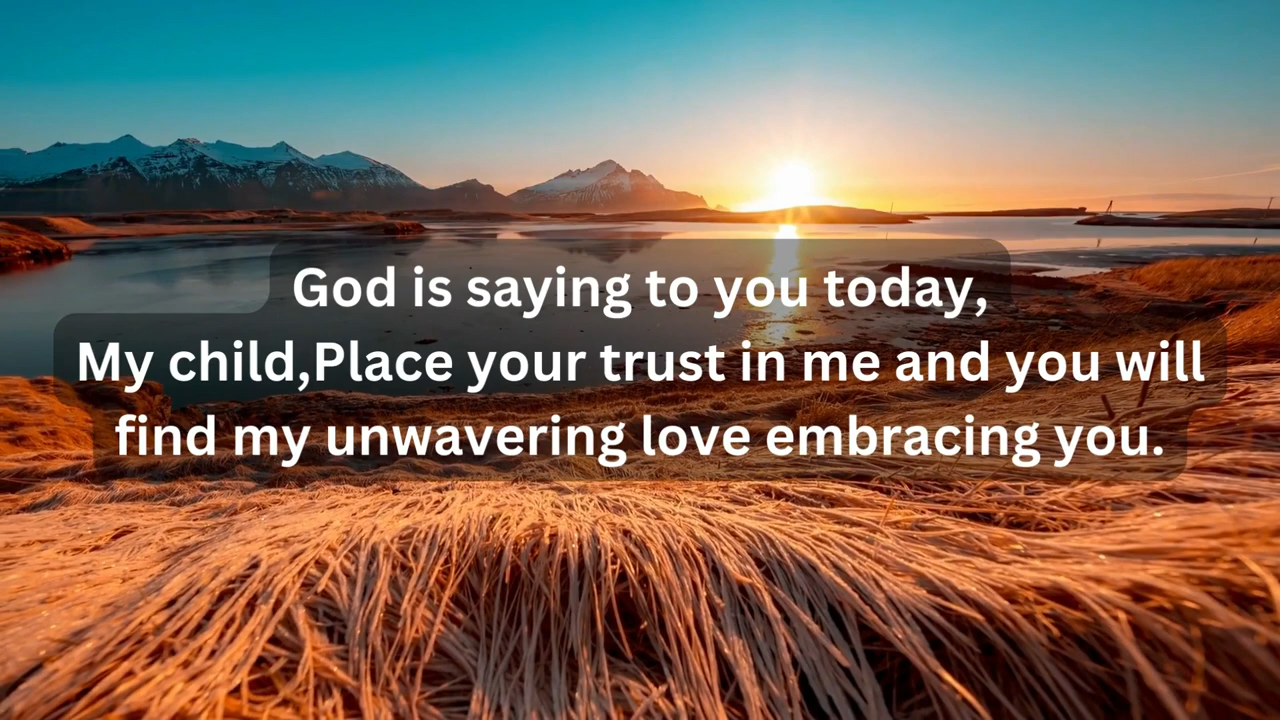 God is saying to you today,
My child,Place your trust in me and you will
find my unwavering love embracing you.